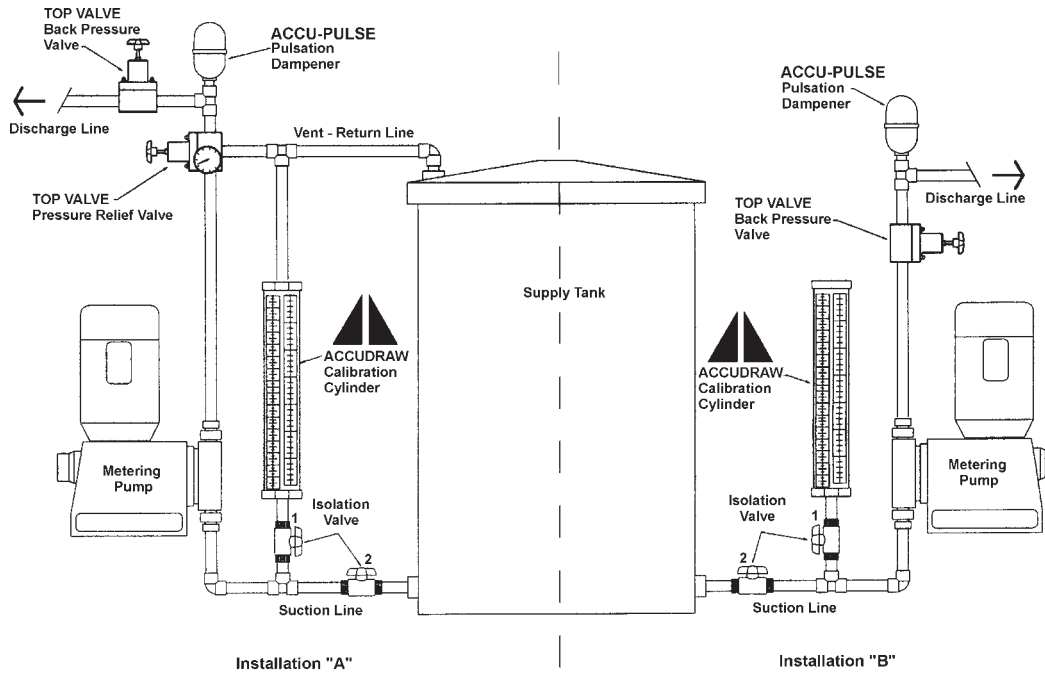 TOP VALVE
Back Pressure
Valve
ACCU-PULSE
Pulsation
Dampener
Discharge Line
Vent - Return Line
TOP VALVE
Pressure Relief Valve
ACCUDRAW
Calibration
Cylinder
Metering
Pump
Isolation
Valve
1
2
Suction Line
Installation "A"
Supply Tank
ACCU-PULSE
Pulsation
Dampener
Discharge Line
TOP VALVE
Back Pressure
Valve
ACCUDRAW
Calibration
Cylinder
Metering
Pump
Isolation
Valve
1
2
Suction Line
Installation "B"